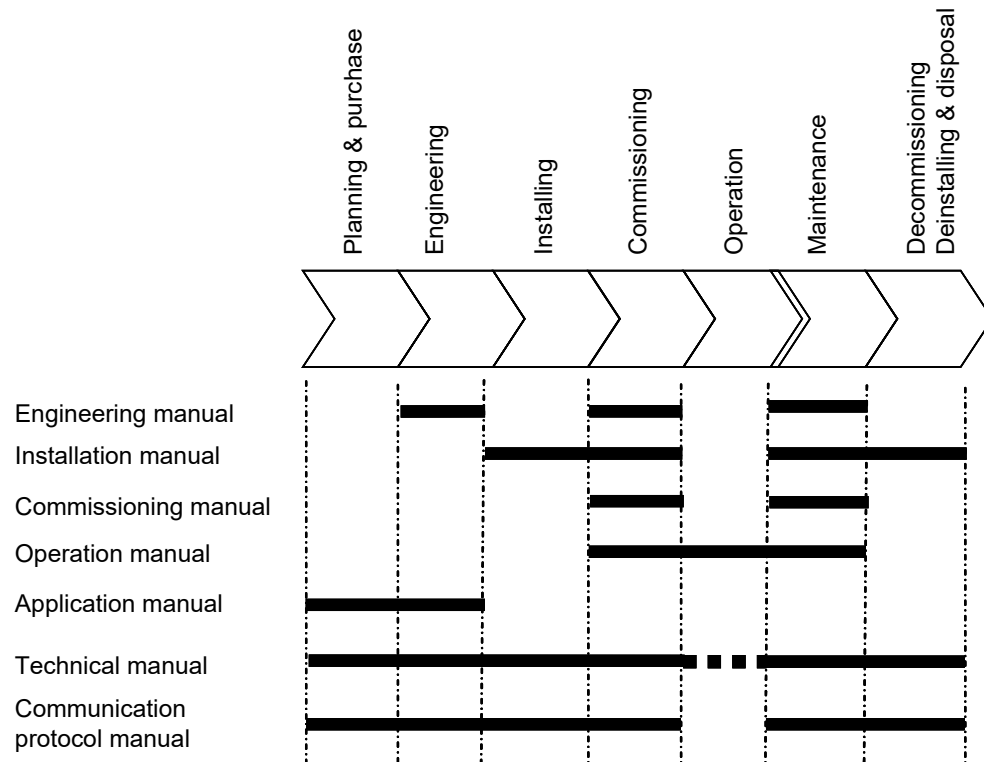 Planning & purchase
Engineering
Installing
Commissioning
Operation
Maintenance
Decommissioning
Deinstalling & disposal
Engineering manual
Installation manual
Commissioning manual
Operation manual
Application manual
Technical manual
Communication
protocol manual